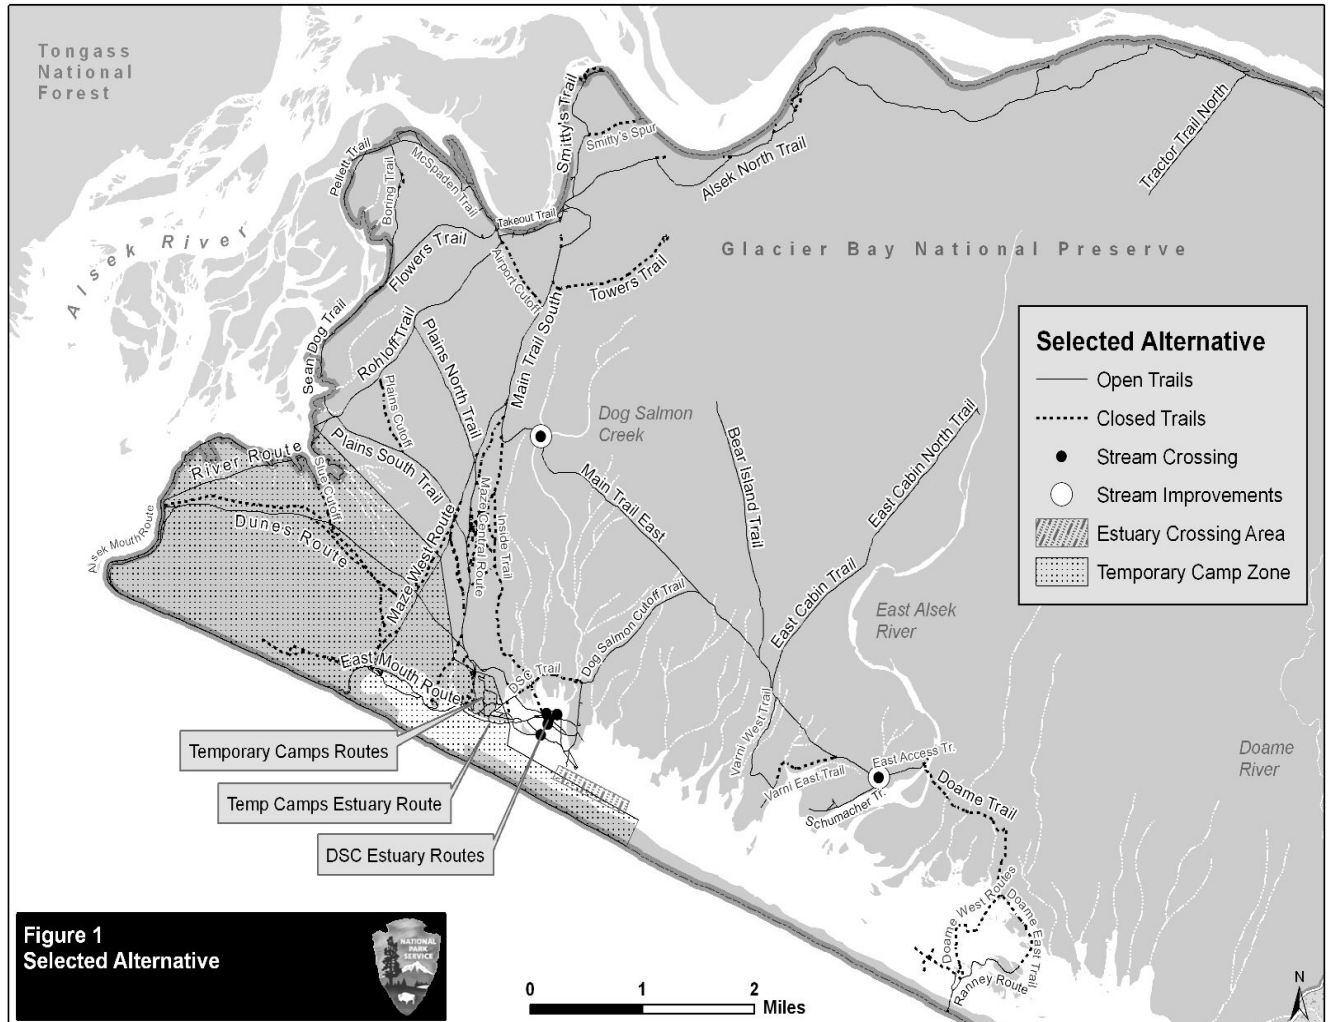 Tongass
National
Forest
Alsek River
Pellett Trail
Boring Trail
McSpaden Trail
Takeout Trail
Smitty's Trail
Smitty's Spur
Alsek North Trail
Tractor Trail North
Glacier Bay National Preserve
Flowers Trail
Airport Cutoff
Towers Trail
Sean Dog Trail
Rohloff Trail
Plains North Trail
Main Trail South
Plains Cutoff
Dog Salmon
Creek
Bear Island Trail
East Cabin North Trail
River Route
Slue Cutoff
Plains South Trail
Main Trail East
Maze Central Route
Inside Trail
Alsek Mouth Route
Dunes Route
Maze West Route
East Cabin Trail
East Alsek
River
Dog Salmon Cutoff Trail
East Mouth Route
DSC Trail
Varni West Trail
Varni East Trail
East Access Tr.
Schumacher Tr.
Doame Trail
Doame
River
Doame West Routes
Doame East Trail
Ranney Route
Temporary Camps Routes
Temp Camps Estuary Route
DSC Estuary Routes
Selected Alternative
Open Trails
Closed Trails
Stream Crossing
Stream Improvements
Estuary Crossing Area
Temporary Camp Zone
Figure 1
Selected Alternative
NATIONAL
PARK
SERVICE
0 1 2
Miles
N